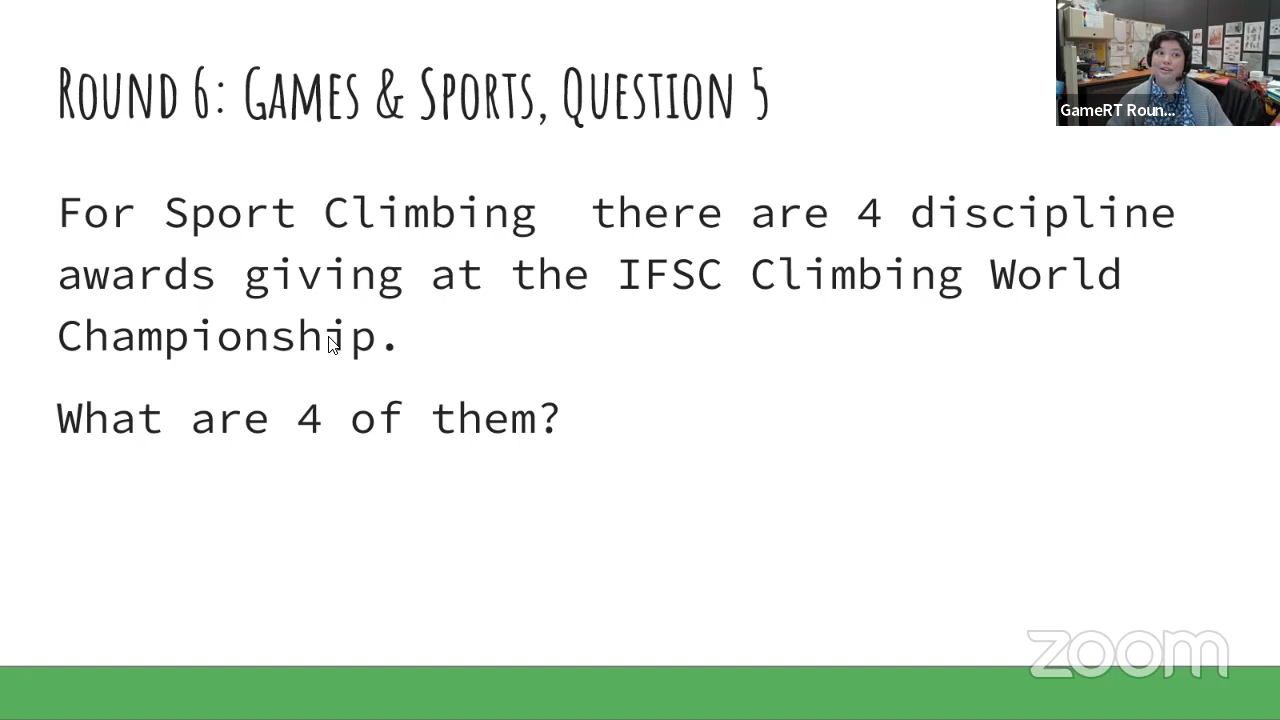 Round 6: Games & Sports, Question 5
GameRT Roun...
For Sport Climbing  there are 4 discipline
awards giving at the IFSC Climbing World
Championship.
What are 4 of them?
zoom